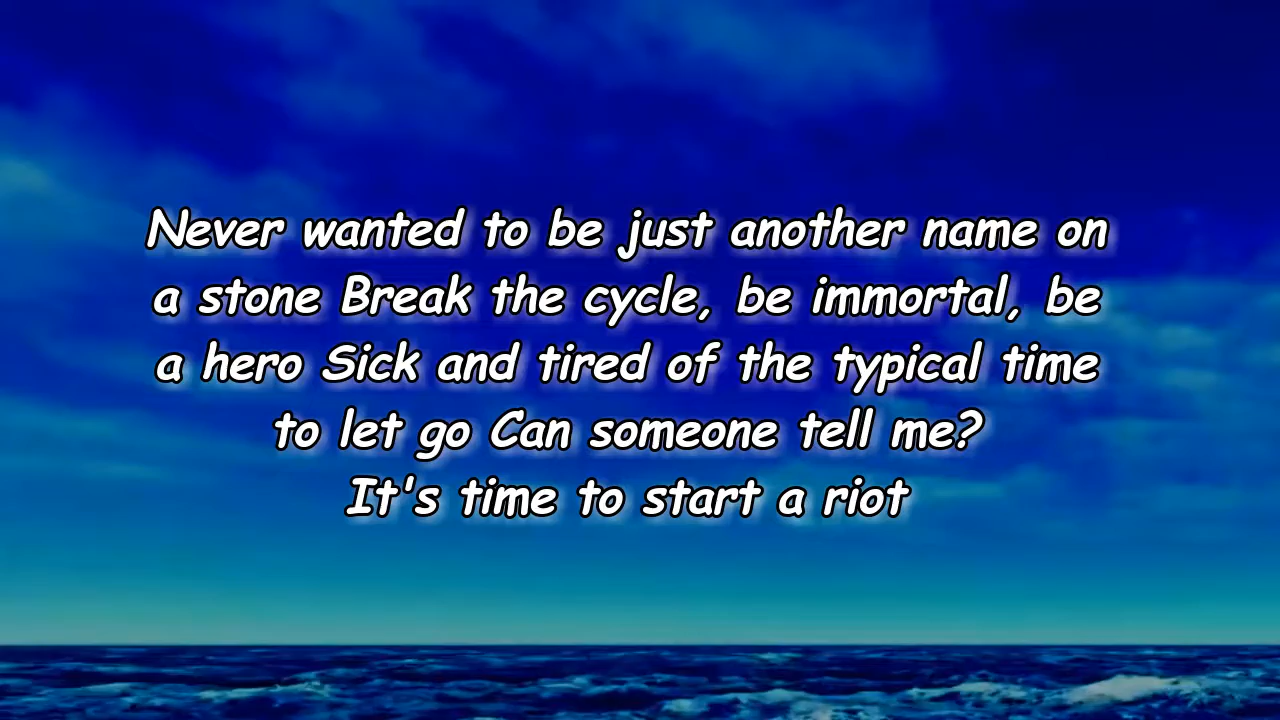 Never wanted to be just another name on
a stone Break the cycle, be immortal, be
a hero Sick and tired of the typical time
to let go Can someone tell me?
It's time to start a riot